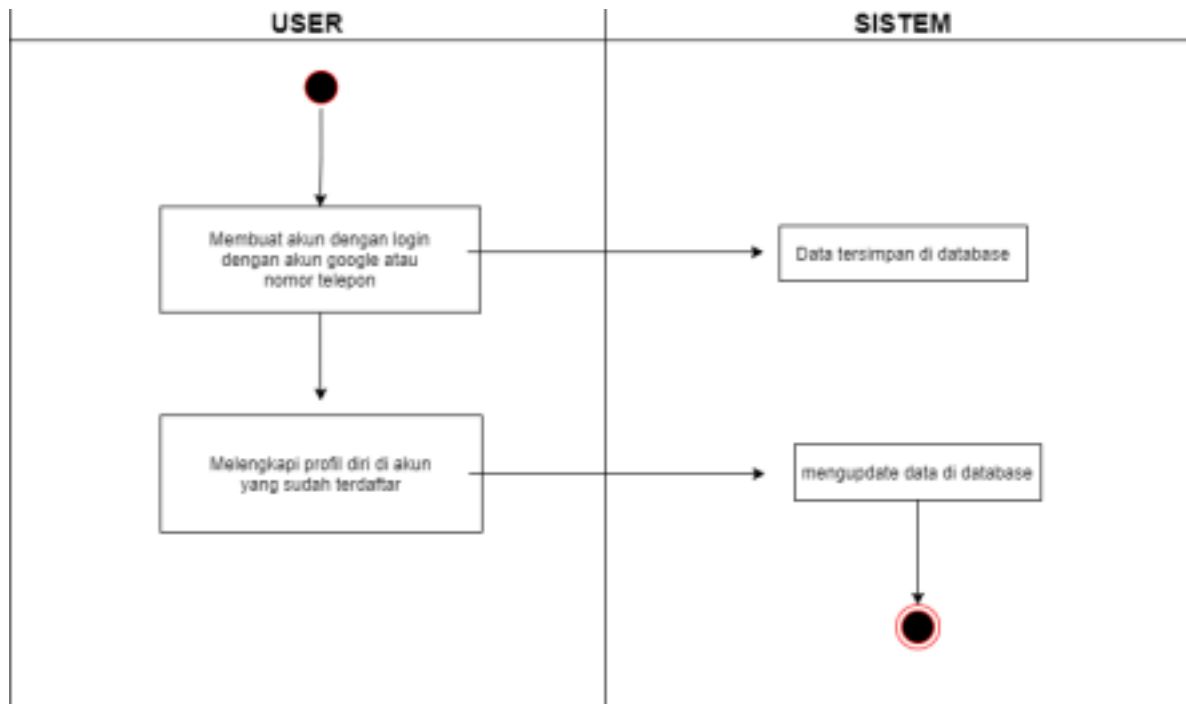 USER
SISTEM
Membuat akun dengan login
dengan akun google atau
nomor telepon
Data tersimpan di database
Melengkapi profil diri di akun
yang sudah terdaftar
mengupdate data di database